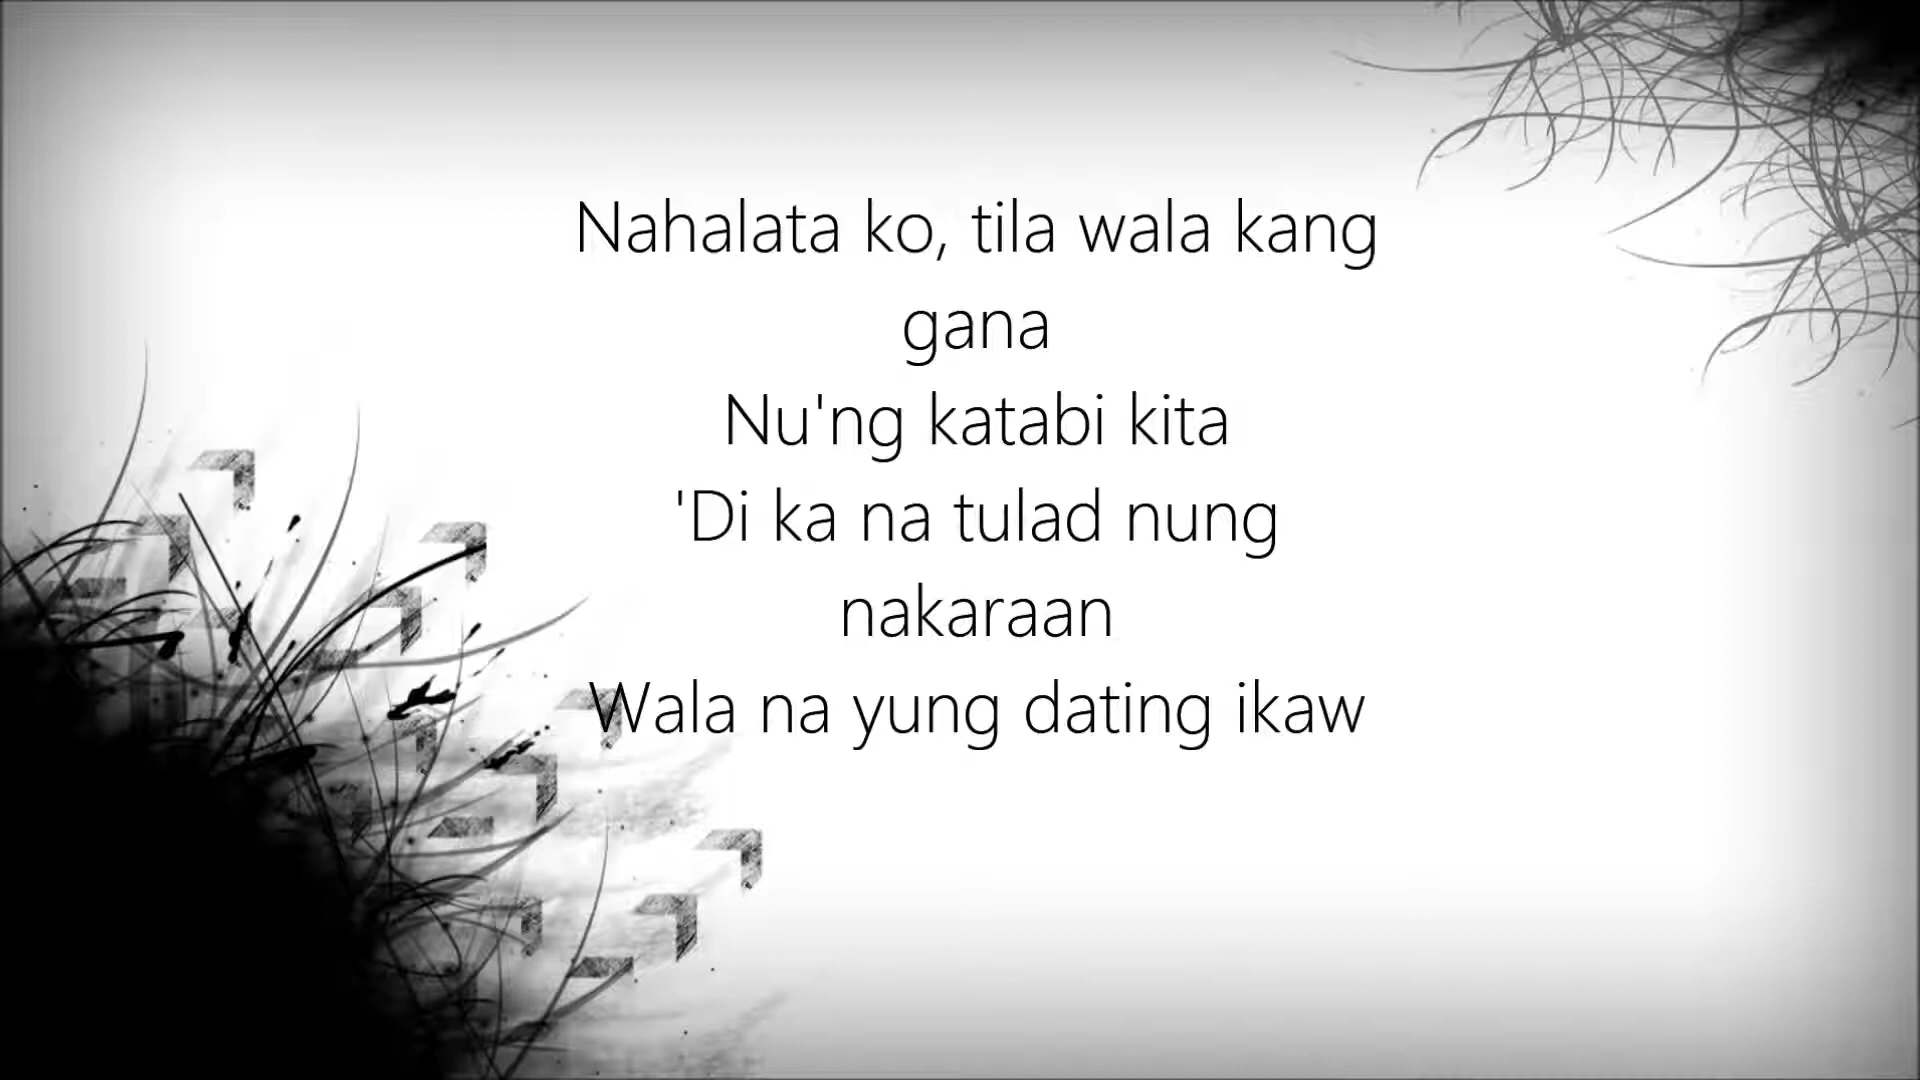 Nahalata ko, tila wala kang
gana
Nu'ng katabi kita
'Di ka na tulad nung
nakaraan
Wala na yung dating ikaw